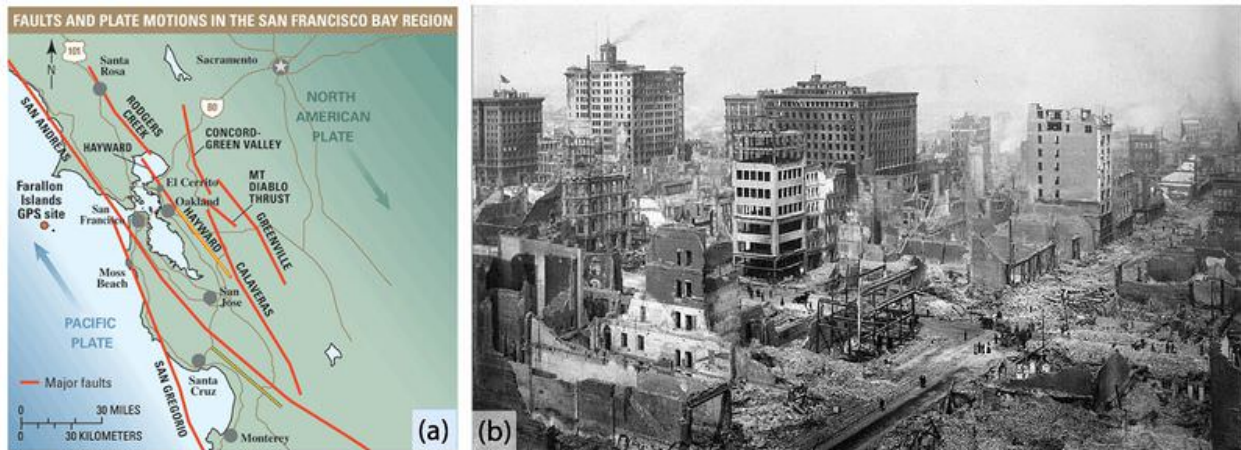 FAULTS AND PLATE MOTIONS IN THE SAN FRANCISCO BAY REGION
101
N
Santa
Rosa
Sacramento
80
SAN ANDREAS
RODGERS
CREEK
NORTH
AMERICAN
PLATE
CONCORD-
GREEN VALLEY
HAYWARD
MT
DIABLO
THRUST
El Cerrito
Farallon
Islands
GPS site
Oakland
San
Francisco
HAYWARD
GREENVILLE
Moss
Beach
CALAVERAS
San
Jose
PACIFIC
PLATE
Major faults
SAN GREGORIO
Santa
Cruz
0 30 MILES
0 30 KILOMETERS
Monterey
(a)
(b)